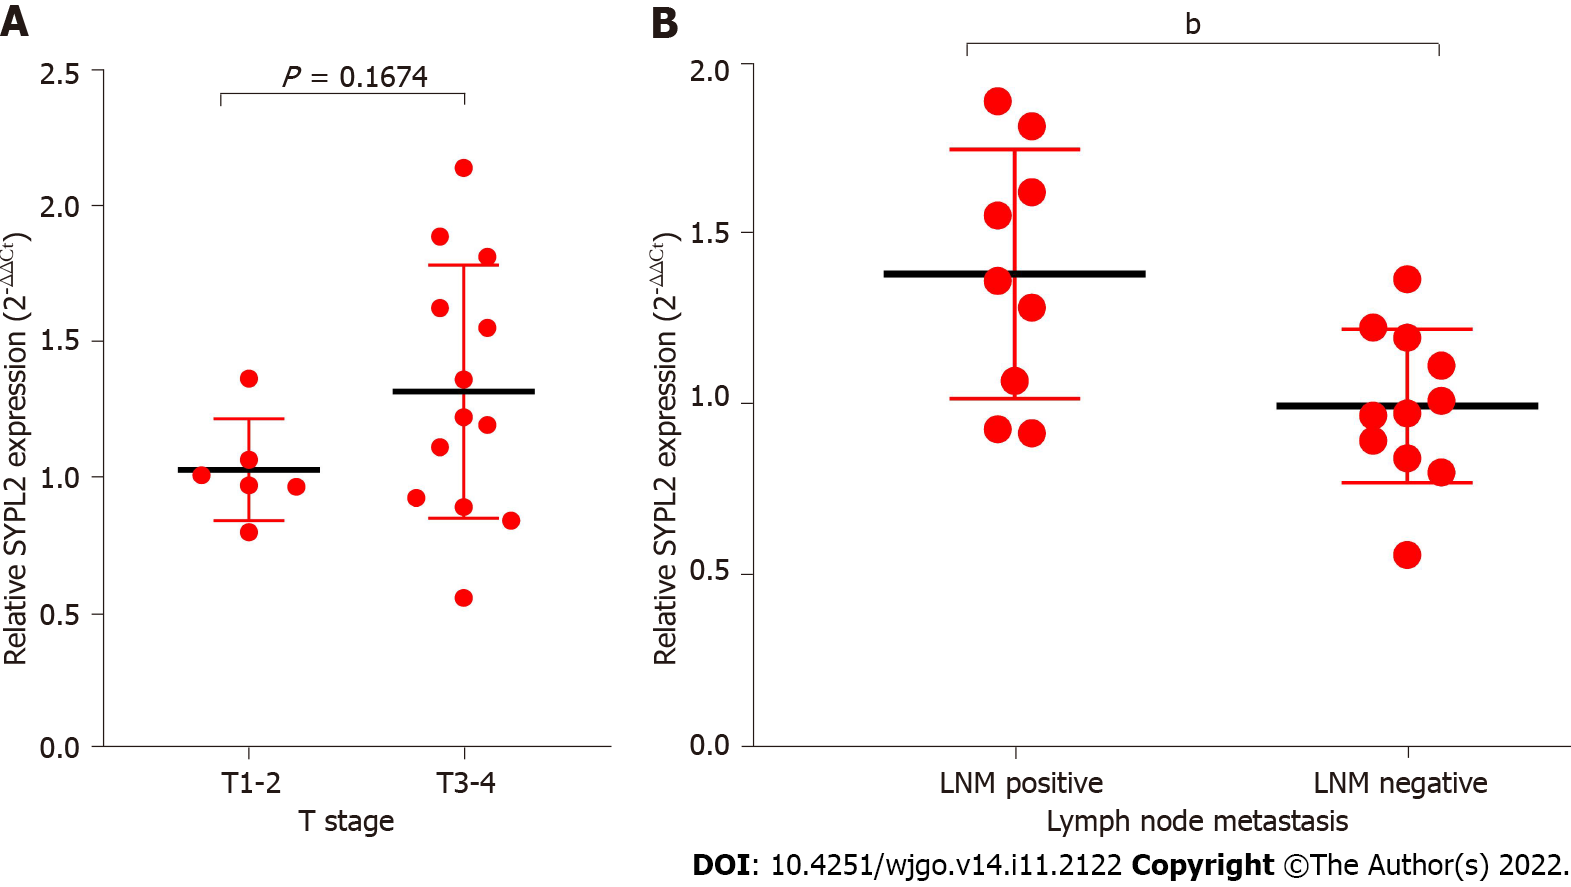 A
P = 0.1674
2.5
2.0
1.5
1.0
0.5
0.0
Relative SYPL2 expression (2-ΔΔCt)
T1-2
T3-4
T stage
B
b
2.0
1.5
1.0
0.5
0.0
Relative SYPL2 expression (2-ΔΔCt)
LNM positive
LNM negative
Lymph node metastasis
DOI: 10.4251/wjgo.v14.i11.2122 Copyright ©The Author(s) 2022.